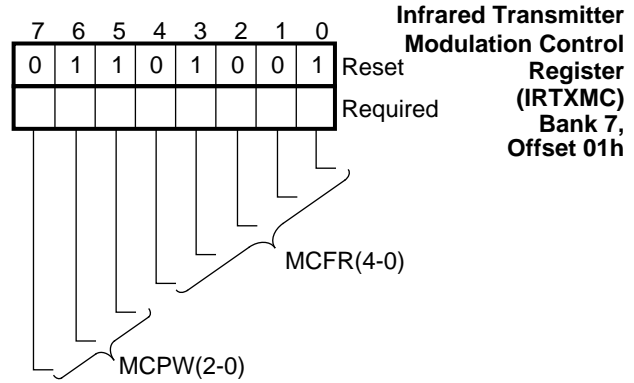 Infrared Transmitter
Modulation Control
Register
(IRTXMC)
Bank 7,
Offset 01h
7 6 5 4 3 2 1 0
0 1 1 0 1 0 0 1 Reset
Required
MCFR(4-0)
MCPW(2-0)